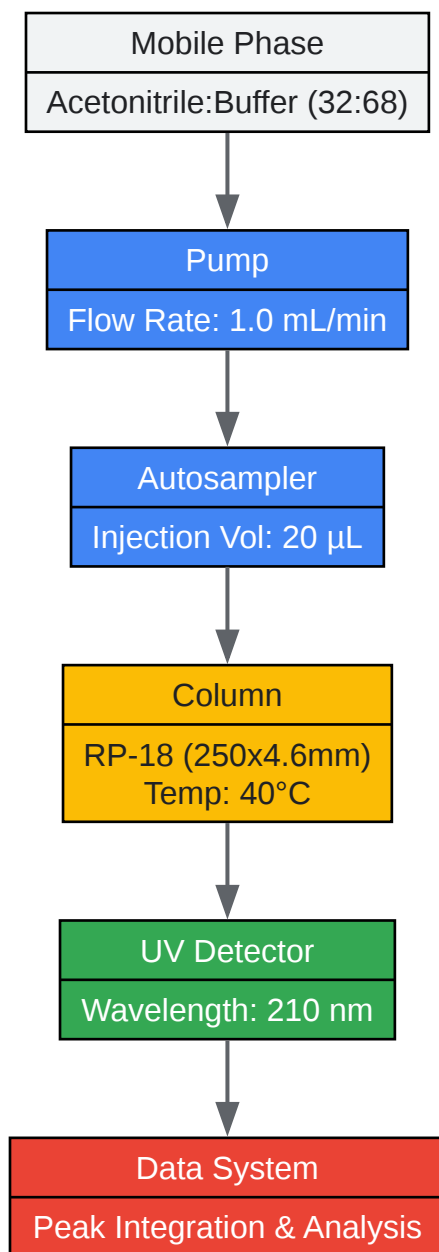 Mobile Phase
Acetonitrile:Buffer (32:68)
Pump
Flow Rate: 1.0 mL/min
Autosampler
Injection Vol: 20 µL
Column
RP-18 (250x4.6mm)
Temp: 40°C
UV Detector
Wavelength: 210 nm
Data System
Peak Integration & Analysis